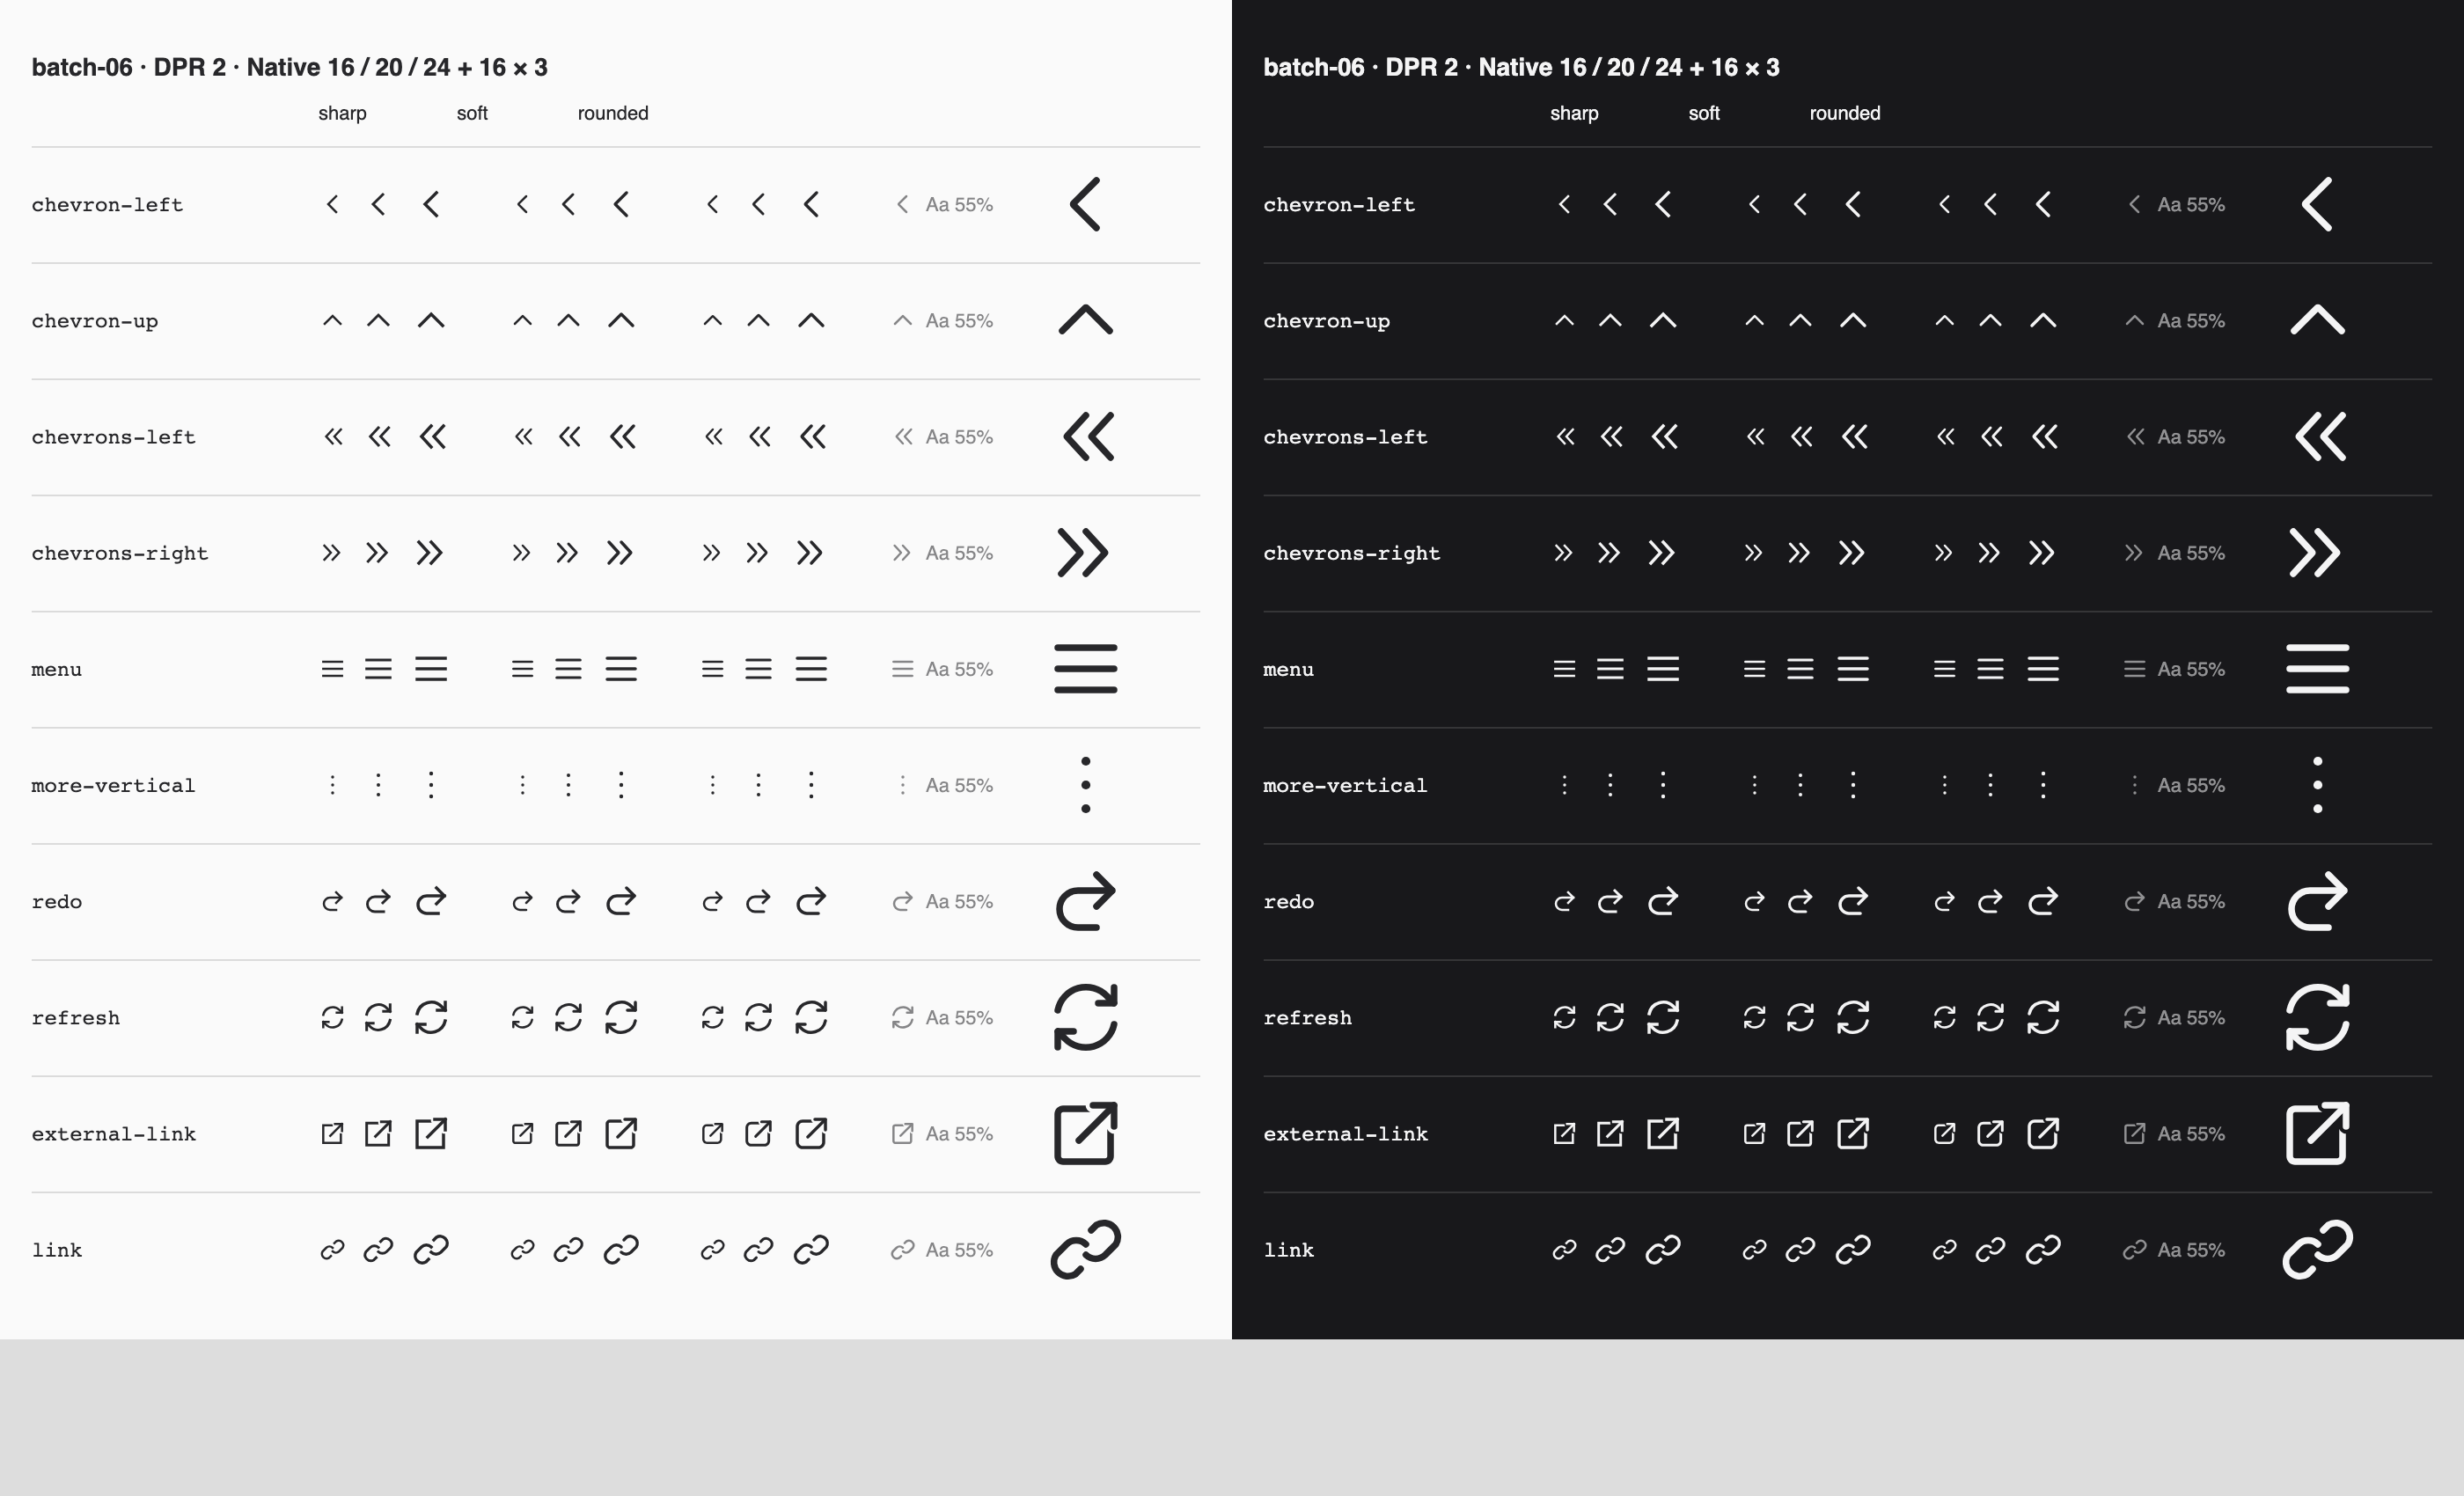 batch-06 · DPR 2 · Native 16 / 20 / 24 + 16 × 3
sharp soft rounded
chevron-left Aa 55%
chevron-up Aa 55%
chevrons-left Aa 55%
chevrons-right Aa 55%
menu Aa 55%
more-vertical Aa 55%
redo Aa 55%
refresh Aa 55%
external-link Aa 55%
link Aa 55%
batch-06 · DPR 2 · Native 16 / 20 / 24 + 16 × 3
sharp soft rounded
chevron-left Aa 55%
chevron-up Aa 55%
chevrons-left Aa 55%
chevrons-right Aa 55%
menu Aa 55%
more-vertical Aa 55%
redo Aa 55%
refresh Aa 55%
external-link Aa 55%
link Aa 55%